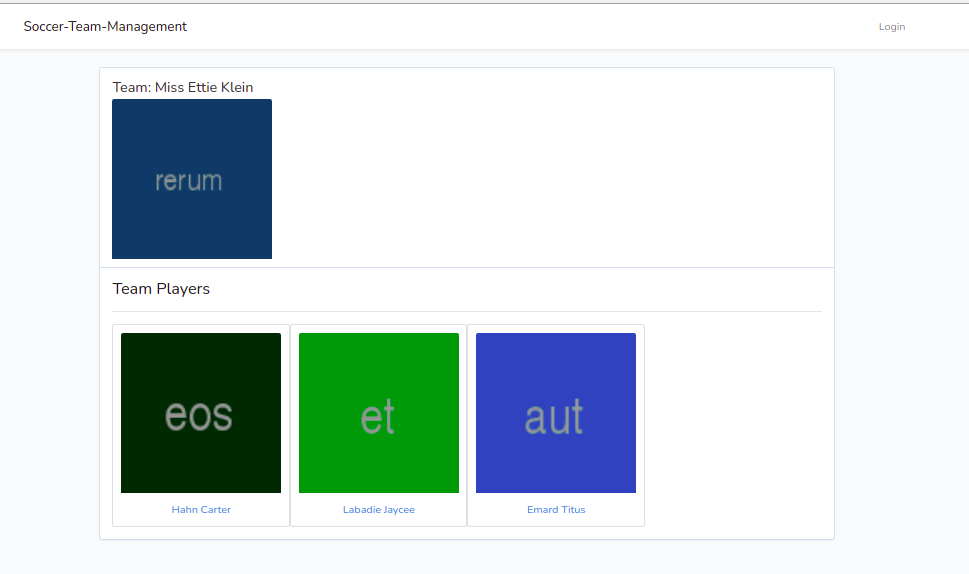 Soccer-Team-Management
Login
Team: Miss Ettie Klein
rerum
Team Players
eos
et
aut
Hahn Carter
Labadie Jaycee
Emard Titus